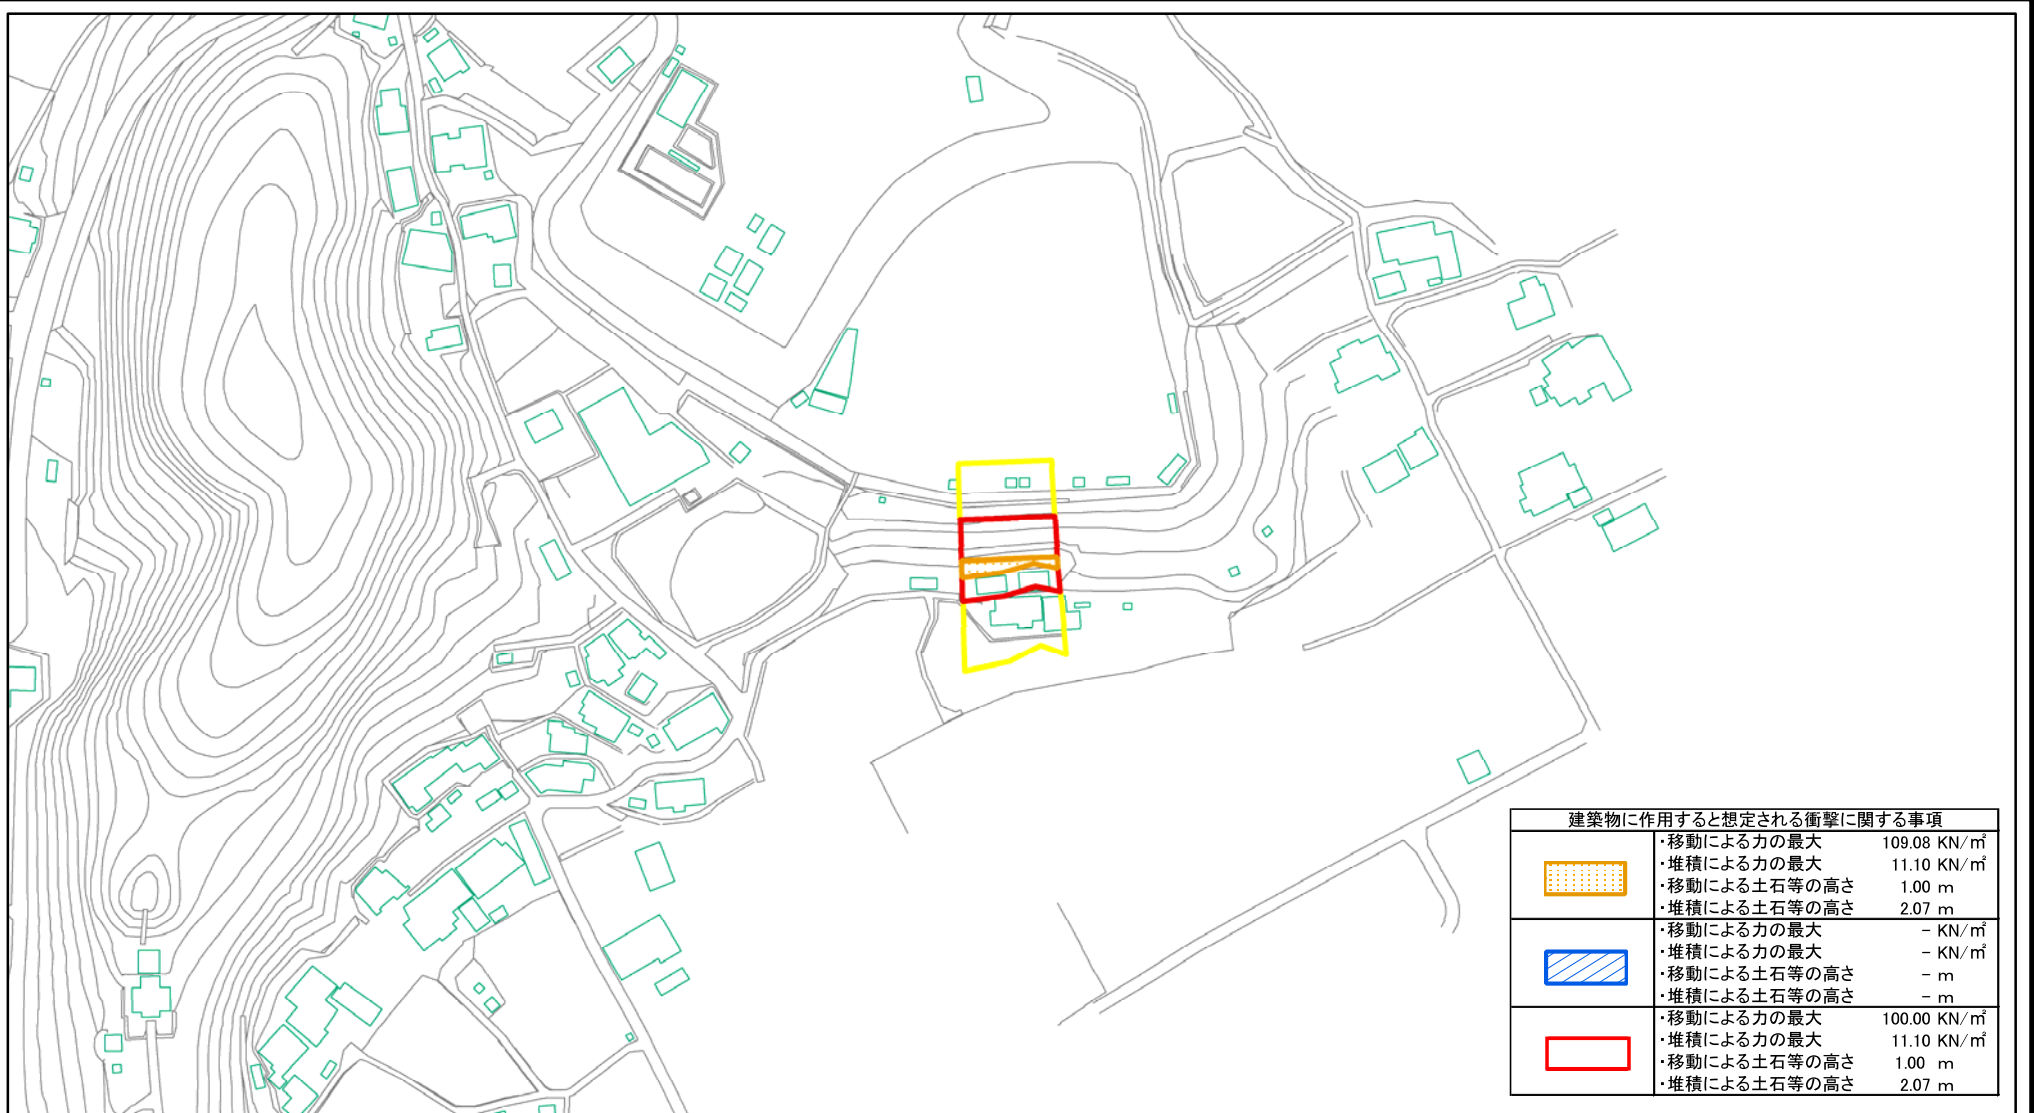 建築物に作用すると想定される衝撃に関する事項
・移動による力の最大 109.08 KN/㎡
・堆積による力の最大 11.10 KN/㎡
・移動による土石等の高さ 1.00 m
・堆積による土石等の高さ 2.07 m
・移動による力の最大 - KN/㎡
・堆積による力の最大 - KN/㎡
・移動による土石等の高さ - m
・堆積による土石等の高さ - m
・移動による力の最大 100.00 KN/㎡
・堆積による力の最大 11.10 KN/㎡
・移動による土石等の高さ 1.00 m
・堆積による土石等の高さ 2.07 m